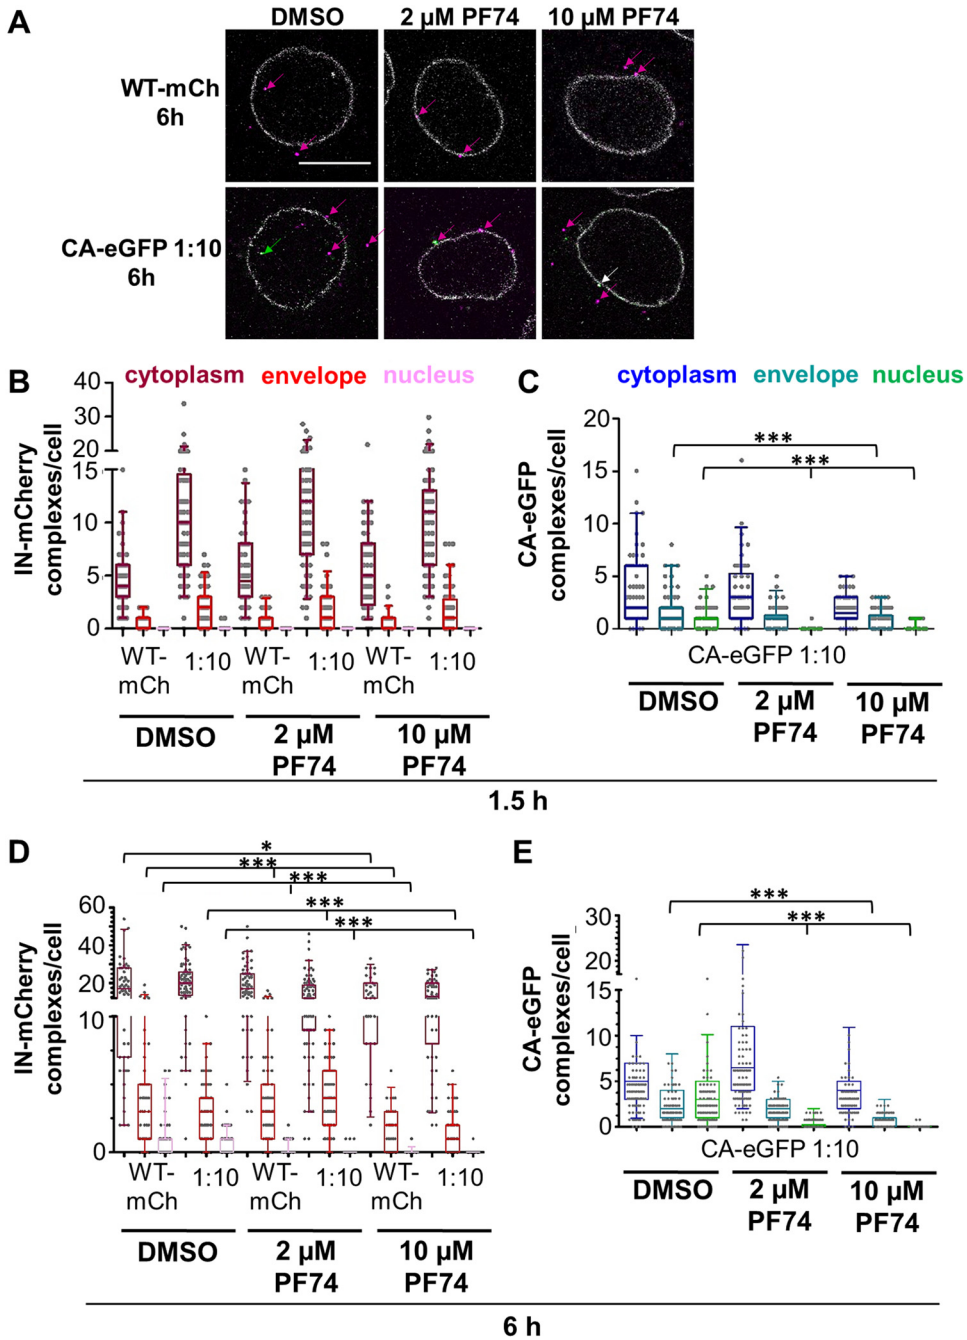 A
DMSO 2 µM PF74 10 µM PF74
WT-mCh
6h
CA-eGFP 1:10
6h
B
cytoplasm envelope nucleus
IN-mCherry
complexes/cell
40
30
20
15
10
5
0
WT-
mCh
1:10
WT-
mCh
1:10
WT-
mCh
1:10
DMSO
2 µM
PF74
10 µM
PF74
C
cytoplasm envelope nucleus
CA-eGFP
complexes/cell
20
15
10
5
0
***
***
CA-eGFP 1:10
DMSO
2 µM
PF74
10 µM
PF74
1.5 h
D
*
***
***
***
***
IN-mCherry
complexes/cell
60
40
20
10
0
WT-
mCh
1:10
WT-
mCh
1:10
WT-
mCh
1:10
DMSO
2 µM
PF74
10 µM
PF74
E
***
***
CA-eGFP
complexes/cell
30
20
15
10
5
0
CA-eGFP 1:10
DMSO
2 µM
PF74
10 µM
PF74
6 h